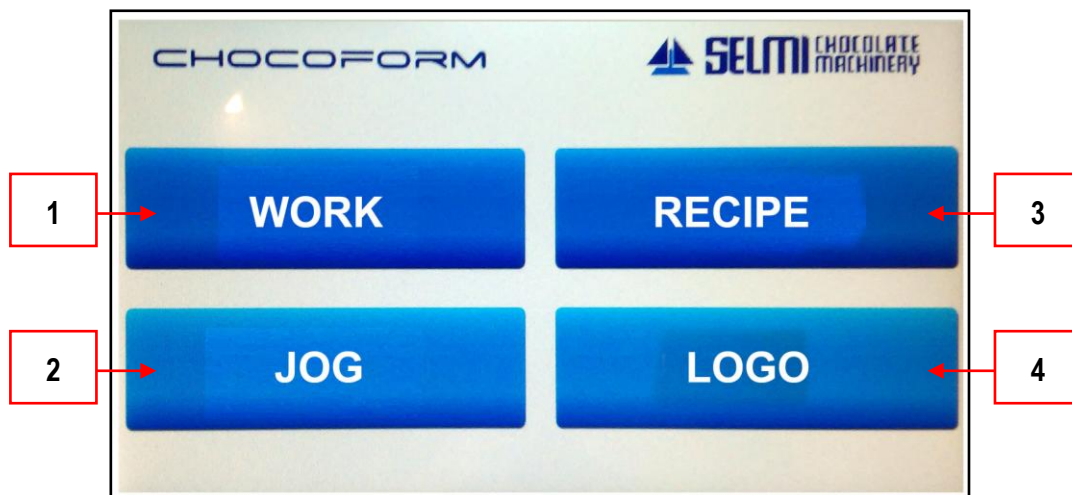 CHOCOFORM
SELMI CHOCOLATE
MACHINERY
1
WORK
RECIPE
3
2
JOG
LOGO
4